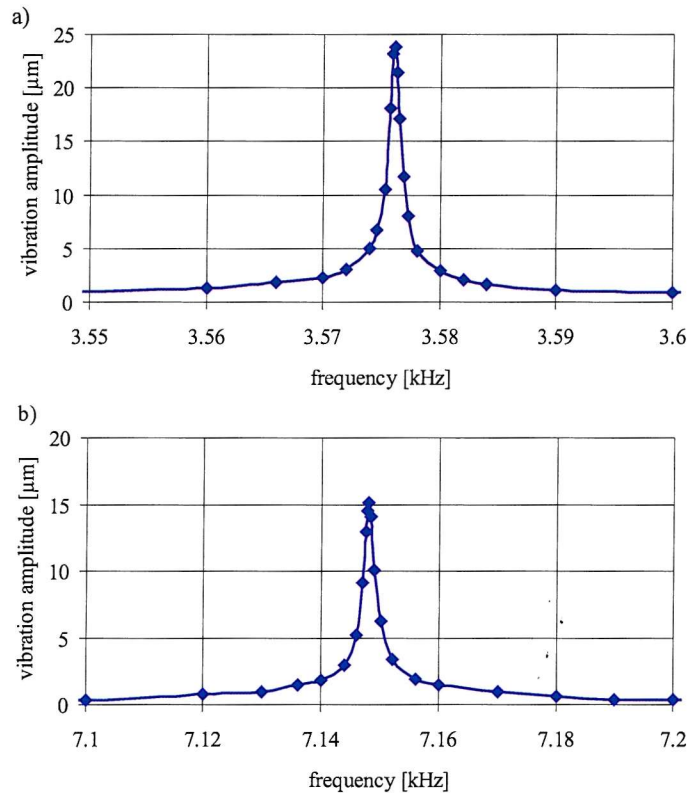 a)
vibration amplitude [μm]
25
20
15
10
5
0
3.55 3.56 3.57 3.58 3.59 3.6
frequency [kHz]
b)
vibration amplitude [μm]
20
15
10
5
0
7.1 7.12 7.14 7.16 7.18 7.2
frequency [kHz]